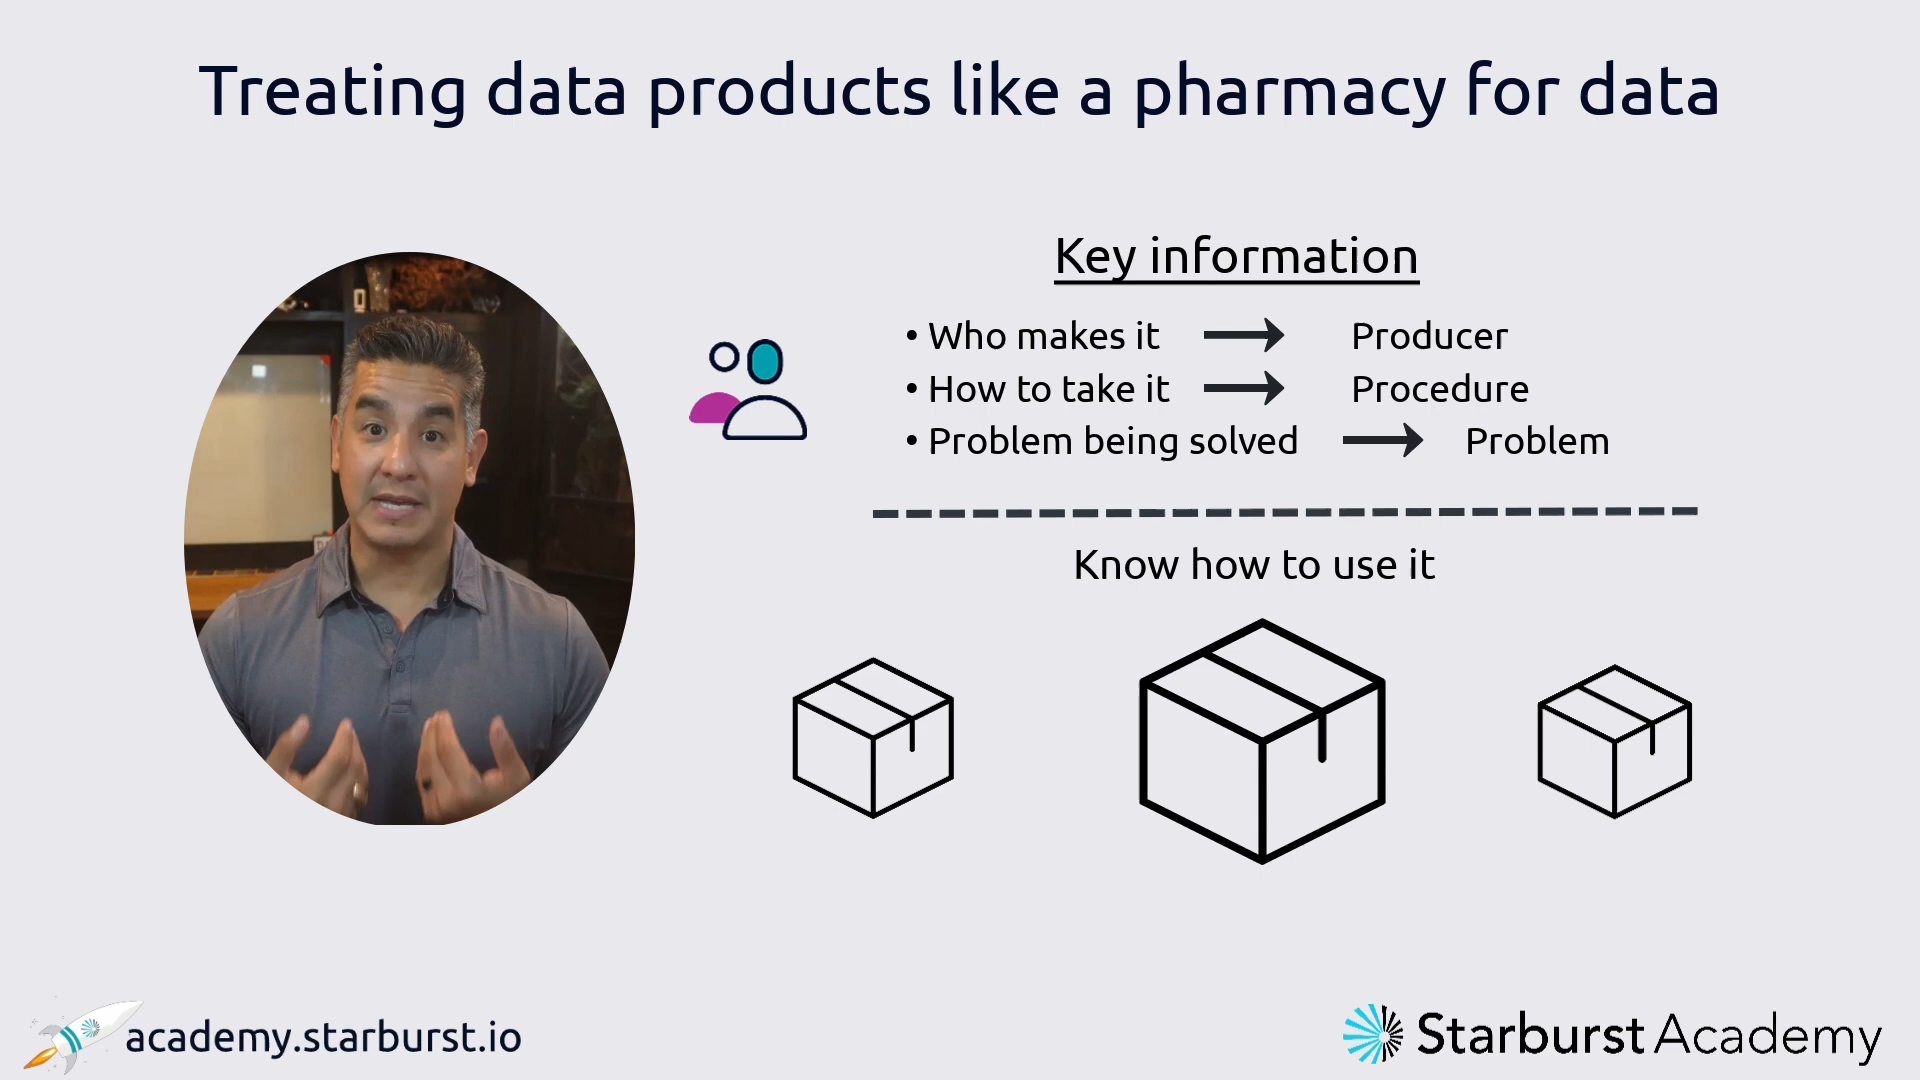 Treating data products like a pharmacy for data
Key information
• Who makes it → Producer
• How to take it → Procedure
• Problem being solved → Problem
Know how to use it
academy.starburst.io
Starburst Academy